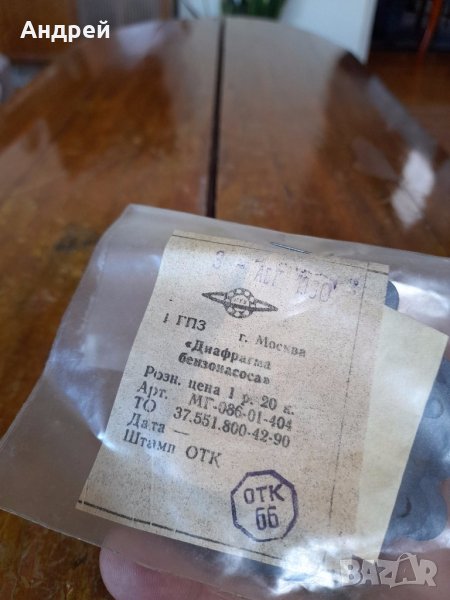 Андрей
1 ГПЗ г. Москва
«Диафрагма
бензонасоса»
Розн. цена 1 р. 20 к.
Арт. МГ-086-01-404
ТО 37.551.800-42-90
Дата —
Штамп ОТК
ОТК
66
BAZAR